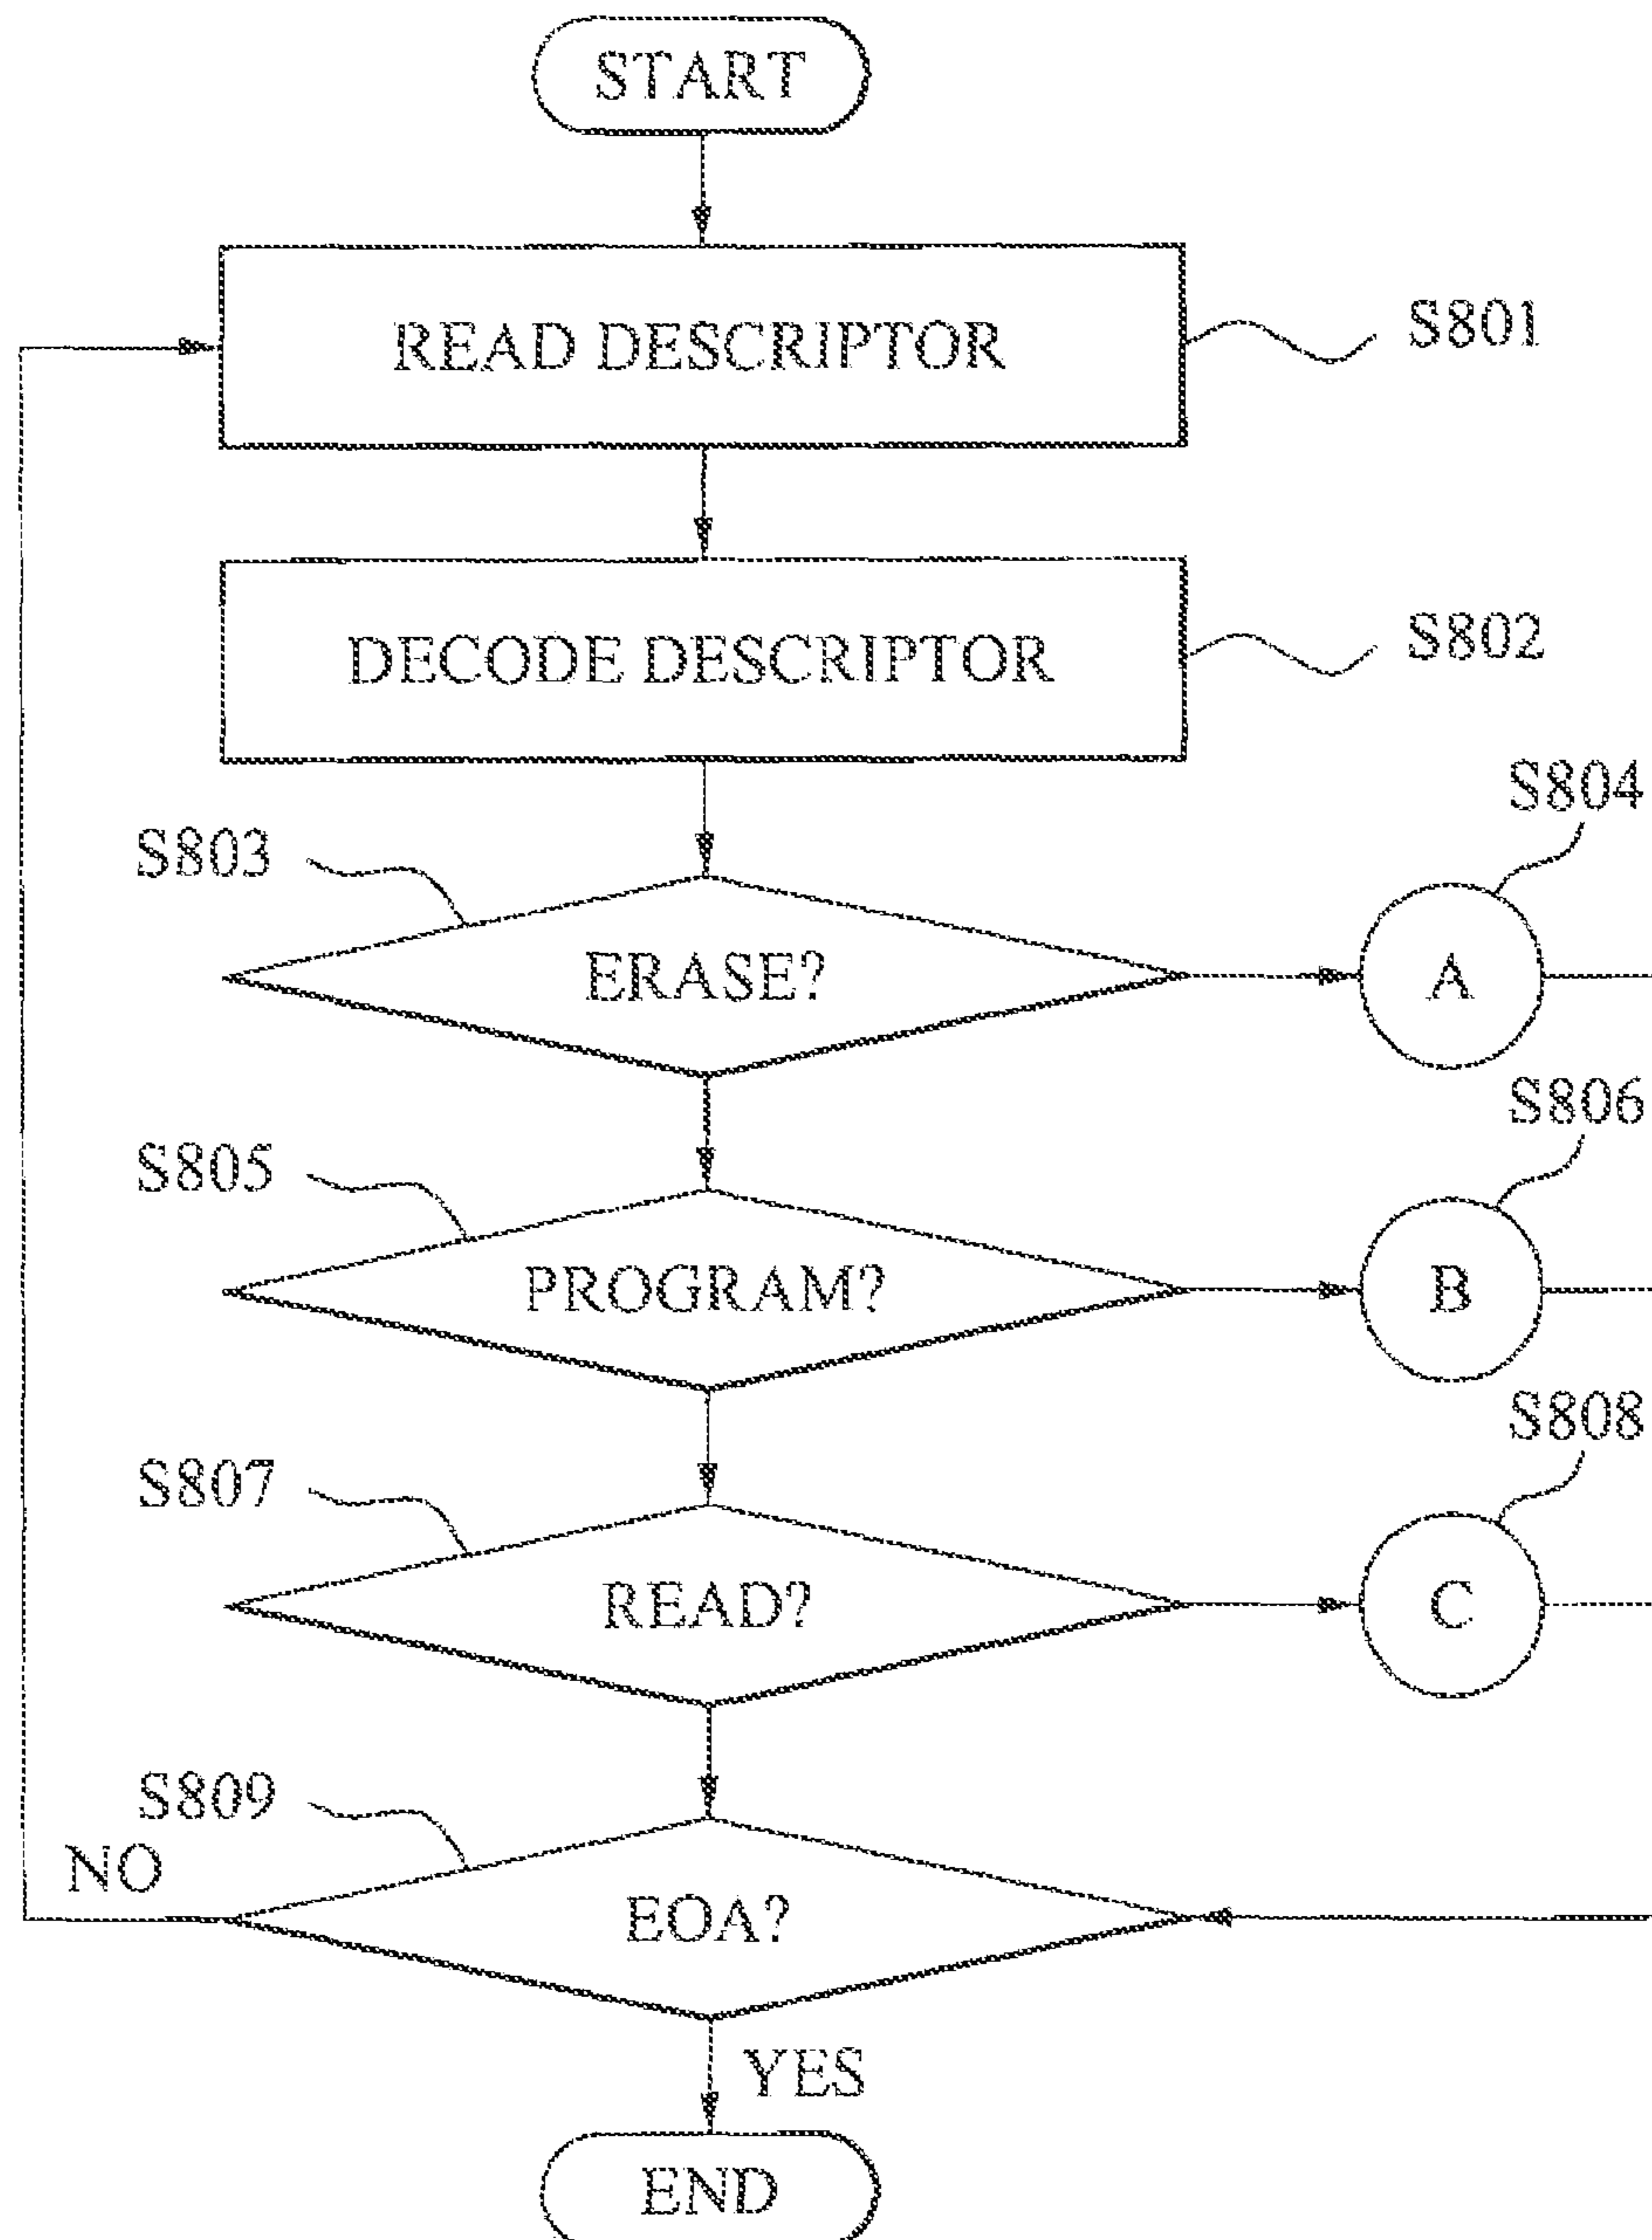 START
READ DESCRIPTOR
S801
DECODE DESCRIPTOR
S802
S804
S803
ERASE?
A
S806
S805
PROGRAM?
B
S808
S807
READ?
C
S809
NO
EOA?
YES
END